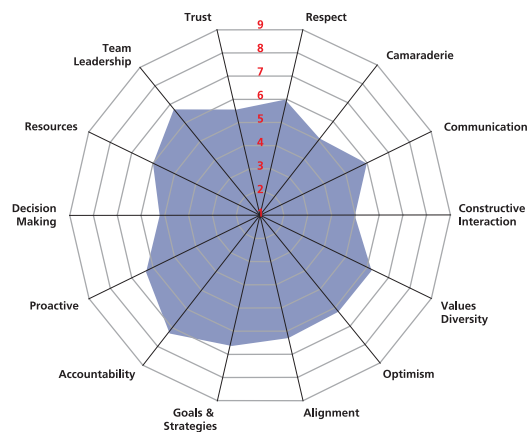 Trust
9
Respect
8
Team
Leadership
Camaraderie
7
6
Resources
Communication
5
4
3
2
Decision
Making
Constructive
Interaction
Proactive
Values
Diversity
Accountability
Optimism
Goals &
Strategies
Alignment